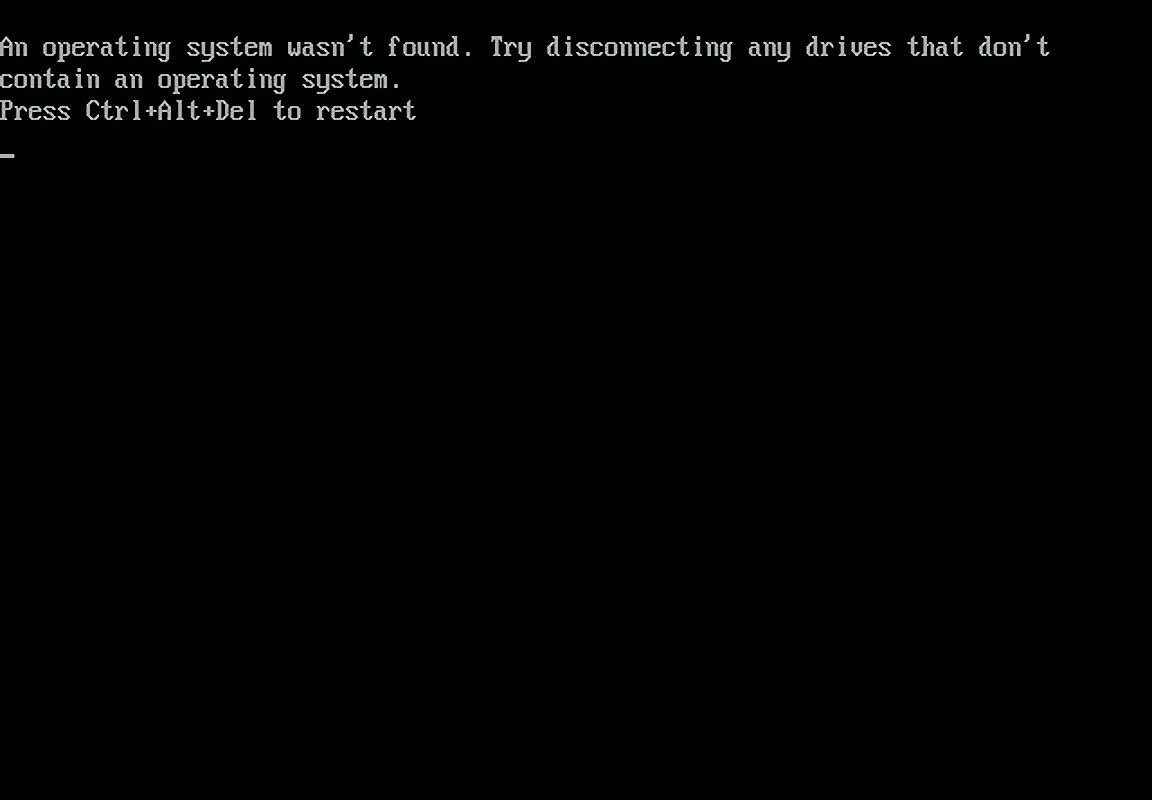 An operating system wasn't found. Try disconnecting any drives that don't
contain an operating system.
Press Ctrl+Alt+Del to restart